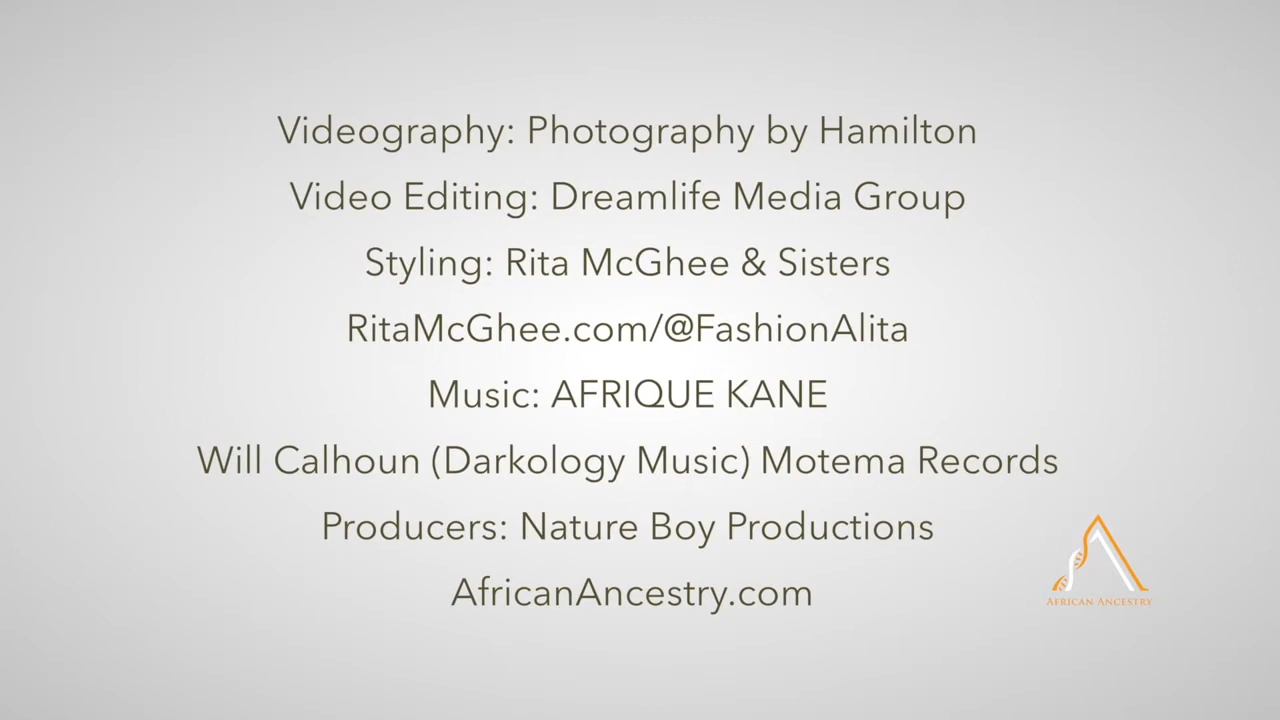 Videography: Photography by Hamilton
Video Editing: Dreamlife Media Group
Styling: Rita McGhee & Sisters
RitaMcGhee.com/@FashionAlita
Music: AFRIQUE KANE
Will Calhoun (Darkology Music) Motema Records
Producers: Nature Boy Productions
AfricanAncestry.com
AFRICAN ANCESTRY